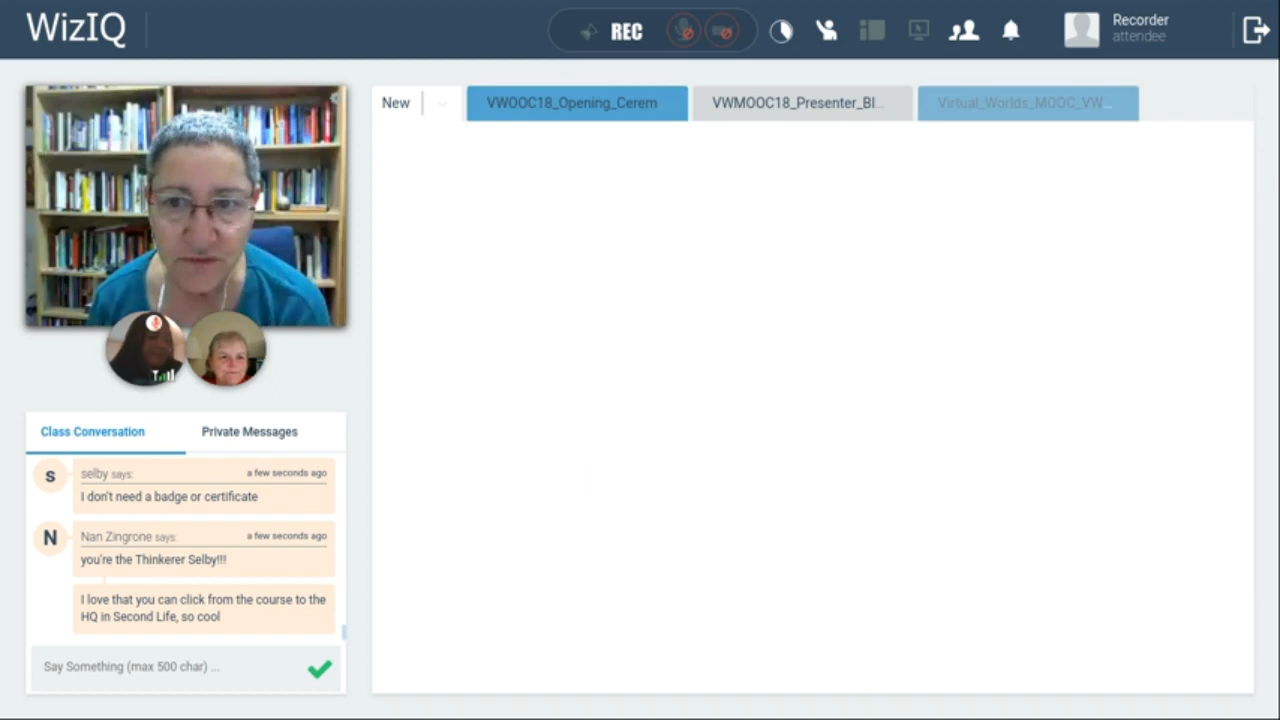 WizIQ
REC
Recorder
attendee
New
VWOOC18_Opening_Cerem
VWMOOC18_Presenter_BI...
Virtual_Worlds_MOOC_VW...
Class Conversation
Private Messages
S
selby says:
a few seconds ago
I don't need a badge or certificate
N
Nan Zingrone says:
a few seconds ago
you're the Thinkerer Selby!!!
I love that you can click from the course to the
HQ in Second Life, so cool
Say Something (max 500 char) ...